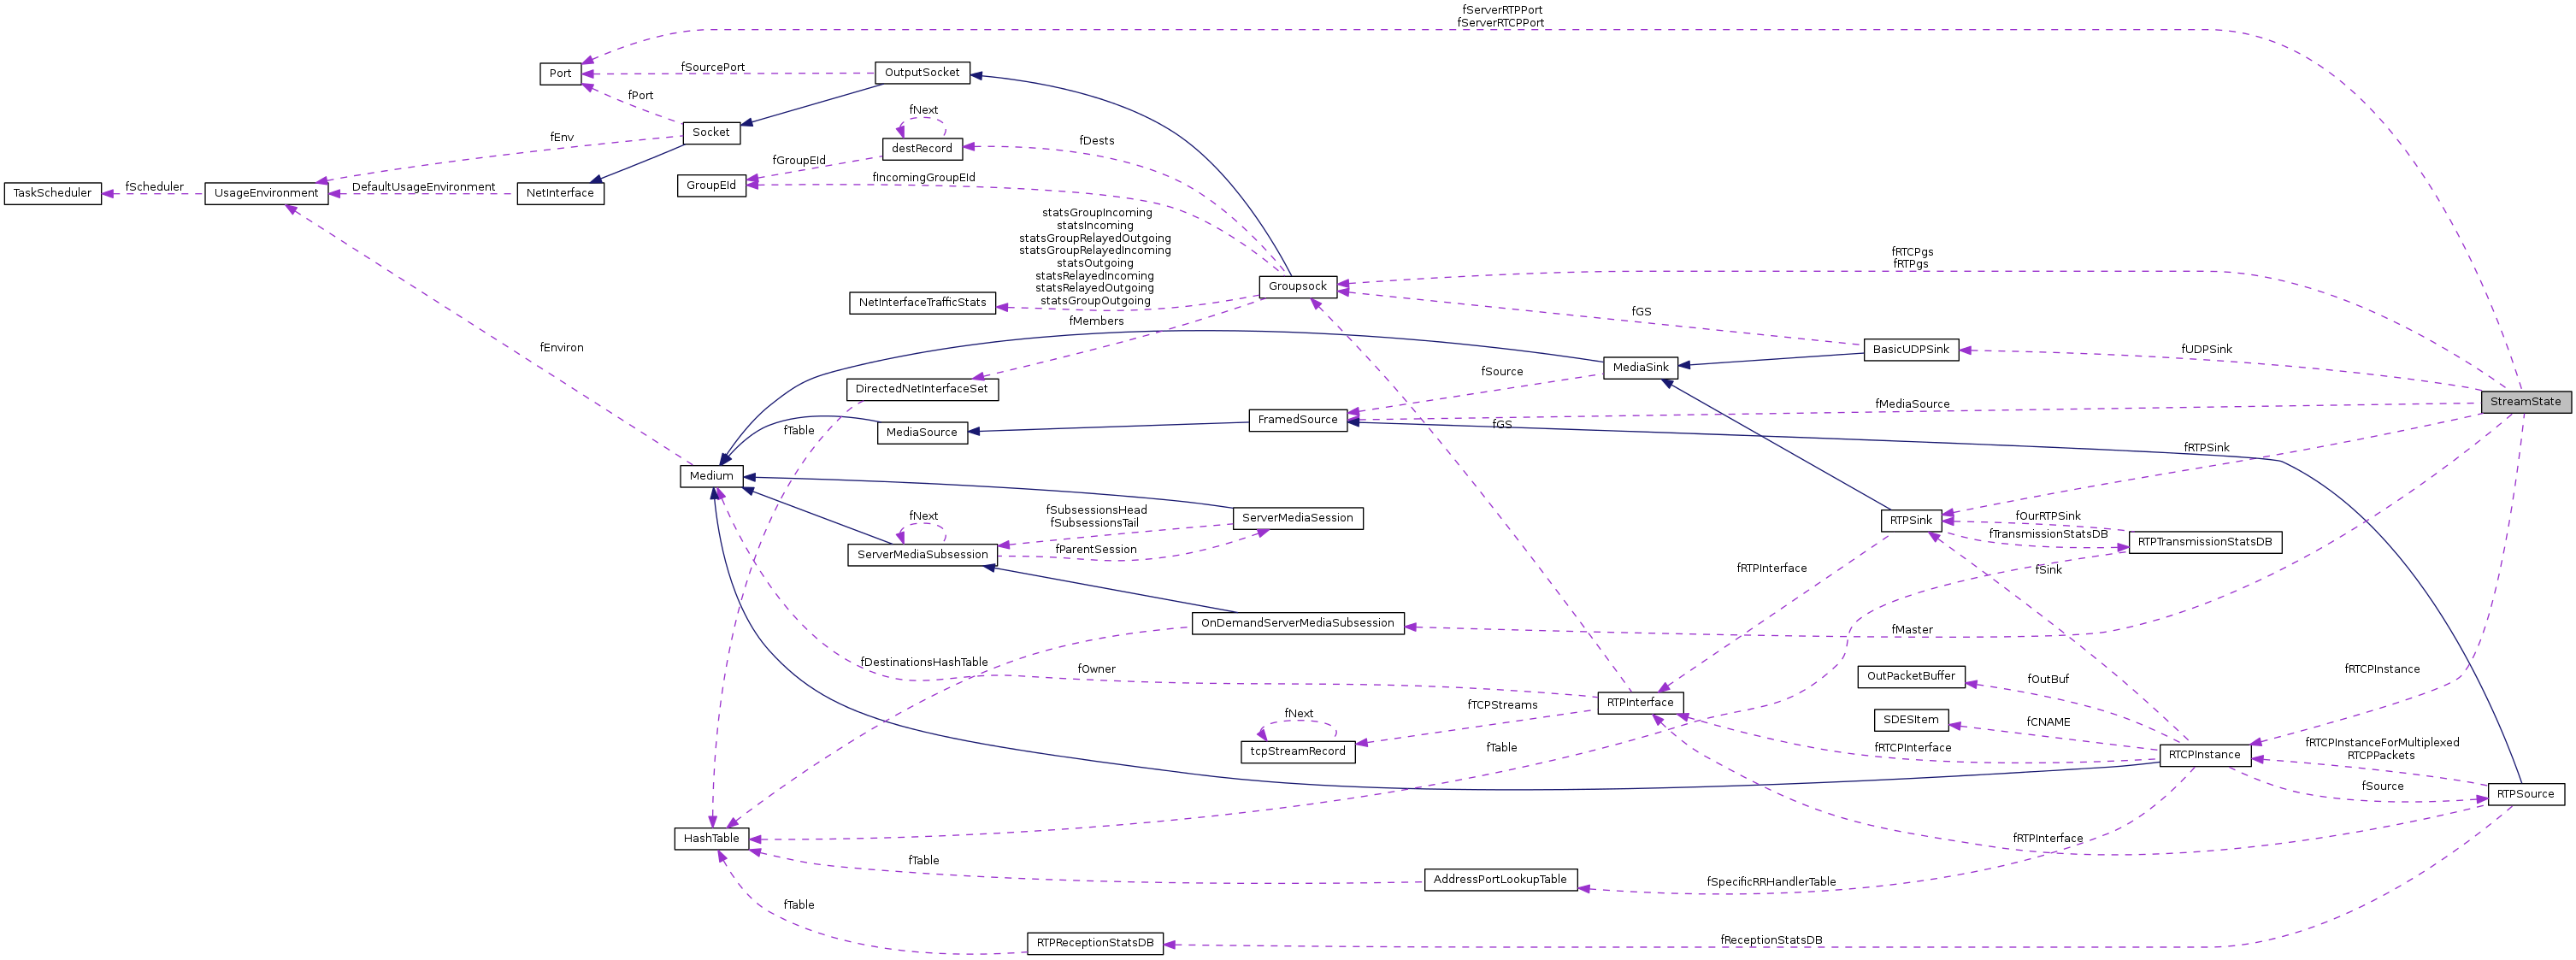 fServerRTPPort
fServerRTCPPort
Port
fSourcePort
OutputSocket
fPort
fNext
Socket
fEnv
destRecord
fDests
fGroupEId
GroupEId
fIncomingGroupEId
TaskScheduler
fScheduler
UsageEnvironment
DefaultUsageEnvironment
NetInterface
statsGroupIncoming
statsIncoming
statsGroupRelayedOutgoing
statsGroupRelayedIncoming
statsOutgoing
statsRelayedIncoming
statsRelayedOutgoing
statsGroupOutgoing
NetInterfaceTrafficStats
Groupsock
fRTCPgs
fRTPgs
fGS
fMembers
fEnviron
BasicUDPSink
fUDPSink
MediaSink
fSource
DirectedNetInterfaceSet
StreamState
fMediaSource
FramedSource
fGS
MediaSource
fTable
fRTPSink
Medium
ServerMediaSession
fSubsessionsHead
fSubsessionsTail
fNext
ServerMediaSubsession
fParentSession
RTPSink
fOurRTPSink
fTransmissionStatsDB
RTPTransmissionStatsDB
fSink
fRTPInterface
OnDemandServerMediaSubsession
fMaster
fDestinationsHashTable
fOwner
fRTCPInstance
OutPacketBuffer
fOutBuf
RTPInterface
fTCPStreams
fNext
tcpStreamRecord
SDESItem
fCNAME
fTable
fRTCPInterface
RTCPInstance
fRTCPInstanceForMultiplexed
RTCPPackets
fSource
RTPSource
HashTable
fRTPInterface
fTable
AddressPortLookupTable
fSpecificRRHandlerTable
fTable
RTPReceptionStatsDB
fReceptionStatsDB